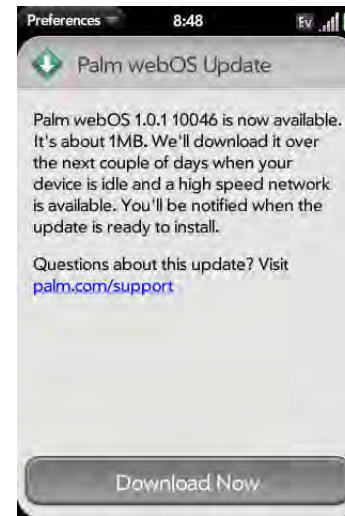 Preferences 8:48 Ev
Palm webOS Update
Palm webOS 1.0.1 10046 is now available.
It's about 1MB. We'll download it over
the next couple of days when your
device is idle and a high speed network
is available. You'll be notified when the
update is ready to install.
Questions about this update? Visit
palm.com/support
Download Now